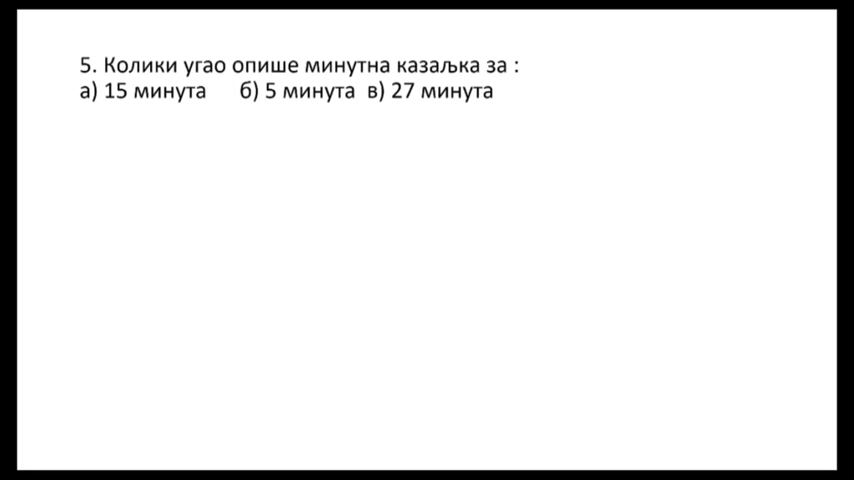 5. Колики угао опише минутна казаљка за :
а) 15 минута б) 5 минута в) 27 минута